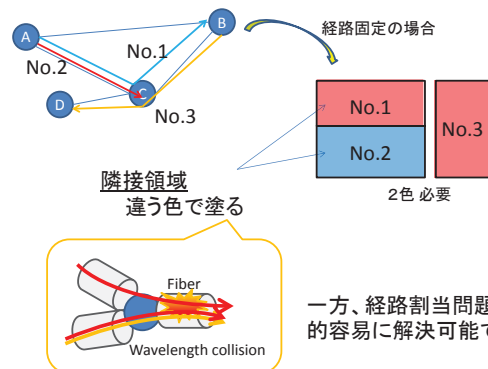 A
B
C
D
No.1
No.2
No.3
経路固定の場合
No.1
No.2
No.3
2色 必要
隣接領域
違う色で塗る
Fiber
Wavelength collision
一方、経路割当問題
的容易に解決可能で